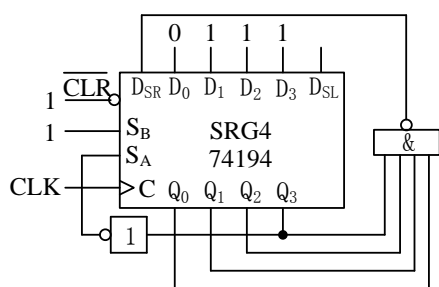 0 1 1 1
CLR D_SR D_0 D_1 D_2 D_3 D_SL
1
1 S_B SRG4
S_A 74194
CLK C Q_0 Q_1 Q_2 Q_3
&
1